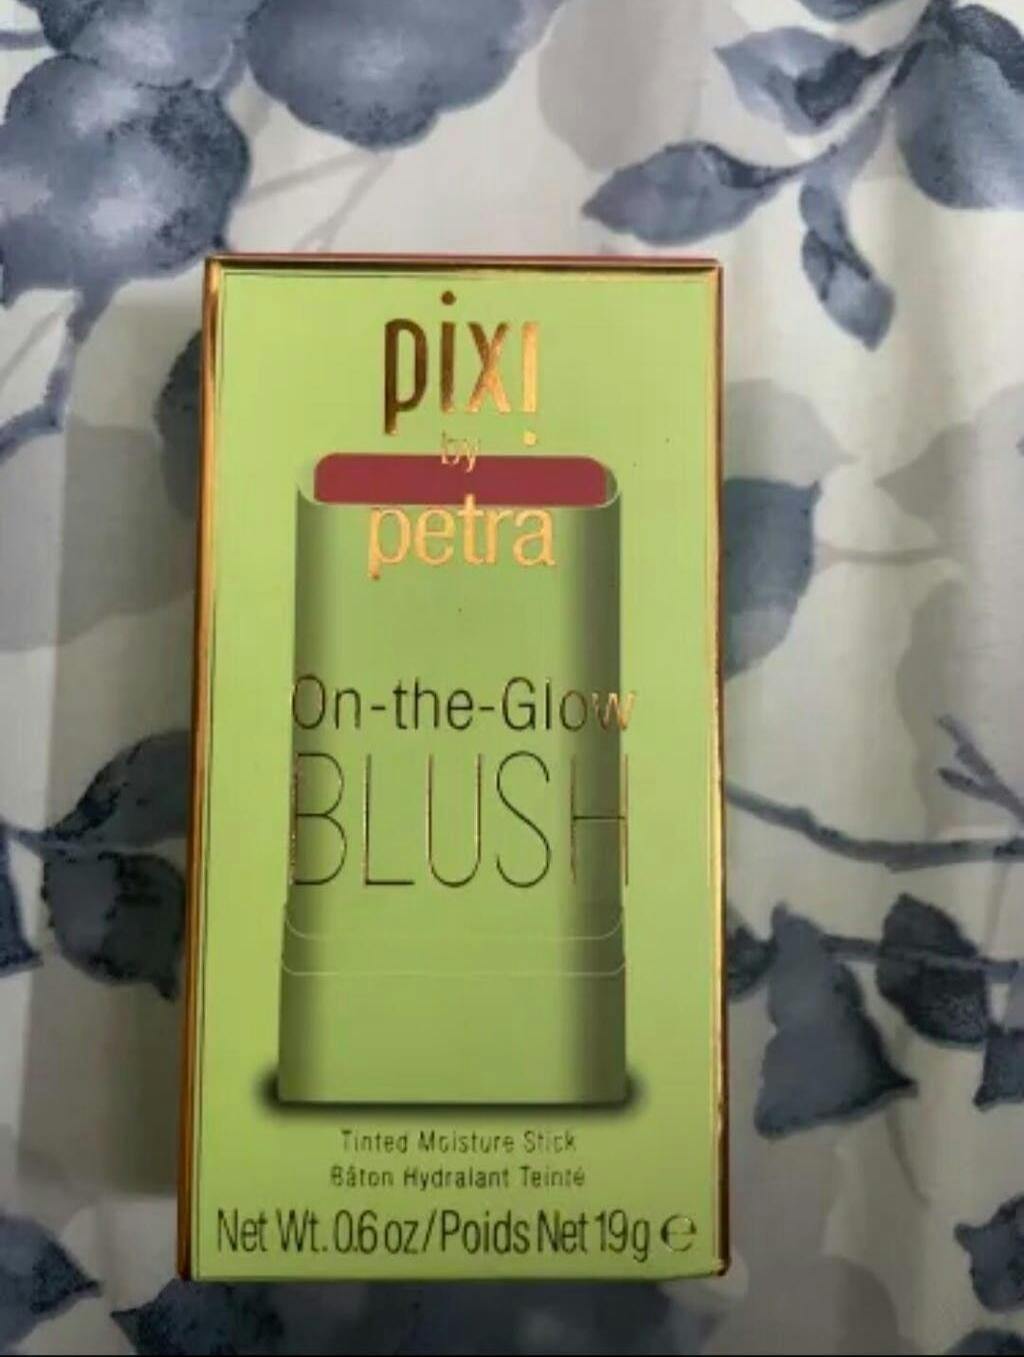 pixi
by
petra
On-the-Glow
BLUSH
Tinted Moisture Stick
Bâton Hydratant Teinté
Net Wt. 0.6 oz/Poids Net 19g ℮